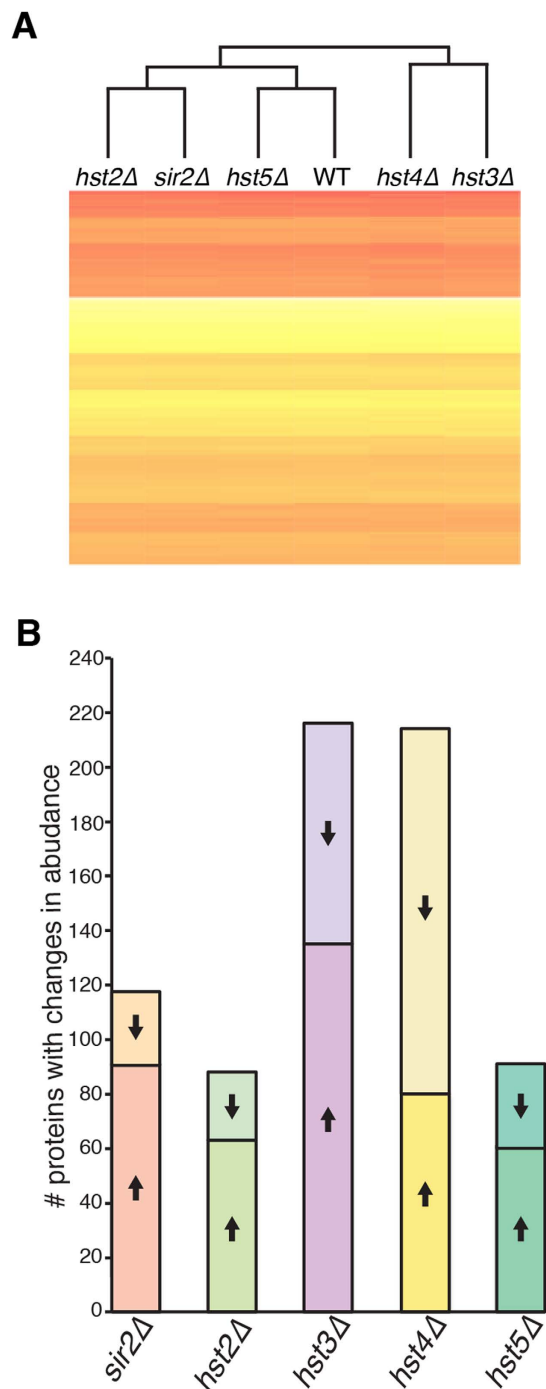 A
hst2Δ sir2Δ hst5Δ WT hst4Δ hst3Δ
B
# proteins with changes in abudance
240
220
200
180
160
140
120
100
80
60
40
20
0
sir2Δ hst2Δ hst3Δ hst4Δ hst5Δ